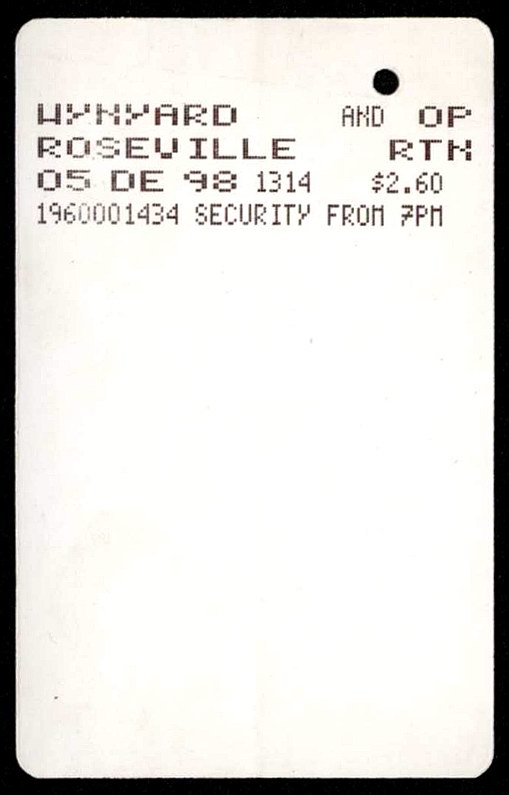 WYNYARD AND OP
ROSEVILLE RTN
05 DE 98 1314 $2.60
1960001434 SECURITY FROM 7PM